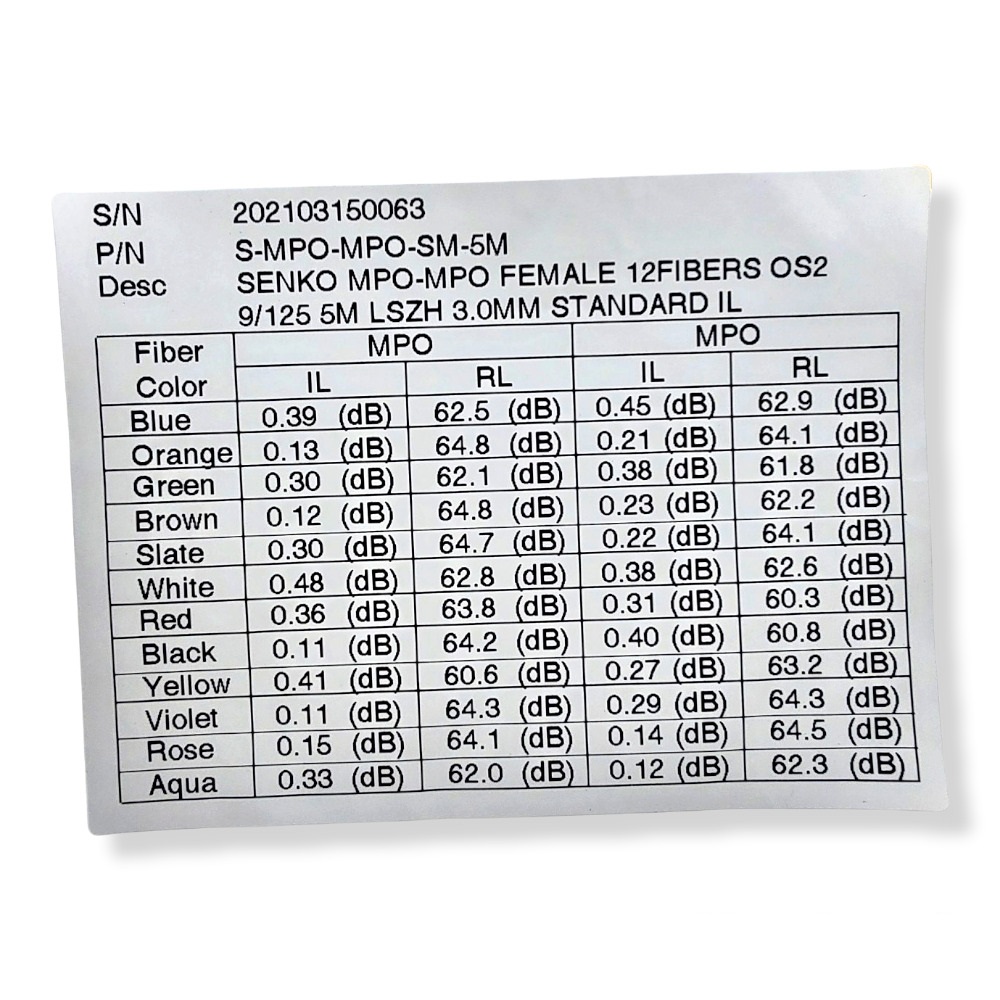 S/N 202103150063
P/N S-MPO-MPO-SM-5M
Desc SENKO MPO-MPO FEMALE 12FIBERS OS2
9/125 5M LSZH 3.0MM STANDARD IL
Fiber Color MPO MPO
IL RL IL RL
Blue 0.39 (dB) 62.5 (dB) 0.45 (dB) 62.9 (dB)
Orange 0.13 (dB) 64.8 (dB) 0.21 (dB) 64.1 (dB)
Green 0.30 (dB) 62.1 (dB) 0.38 (dB) 61.8 (dB)
Brown 0.12 (dB) 64.8 (dB) 0.23 (dB) 62.2 (dB)
Slate 0.30 (dB) 64.7 (dB) 0.22 (dB) 64.1 (dB)
White 0.48 (dB) 62.8 (dB) 0.38 (dB) 62.6 (dB)
Red 0.36 (dB) 63.8 (dB) 0.31 (dB) 60.3 (dB)
Black 0.11 (dB) 64.2 (dB) 0.40 (dB) 60.8 (dB)
Yellow 0.41 (dB) 60.6 (dB) 0.27 (dB) 63.2 (dB)
Violet 0.11 (dB) 64.3 (dB) 0.29 (dB) 64.3 (dB)
Rose 0.15 (dB) 64.1 (dB) 0.14 (dB) 64.5 (dB)
Aqua 0.33 (dB) 62.0 (dB) 0.12 (dB) 62.3 (dB)